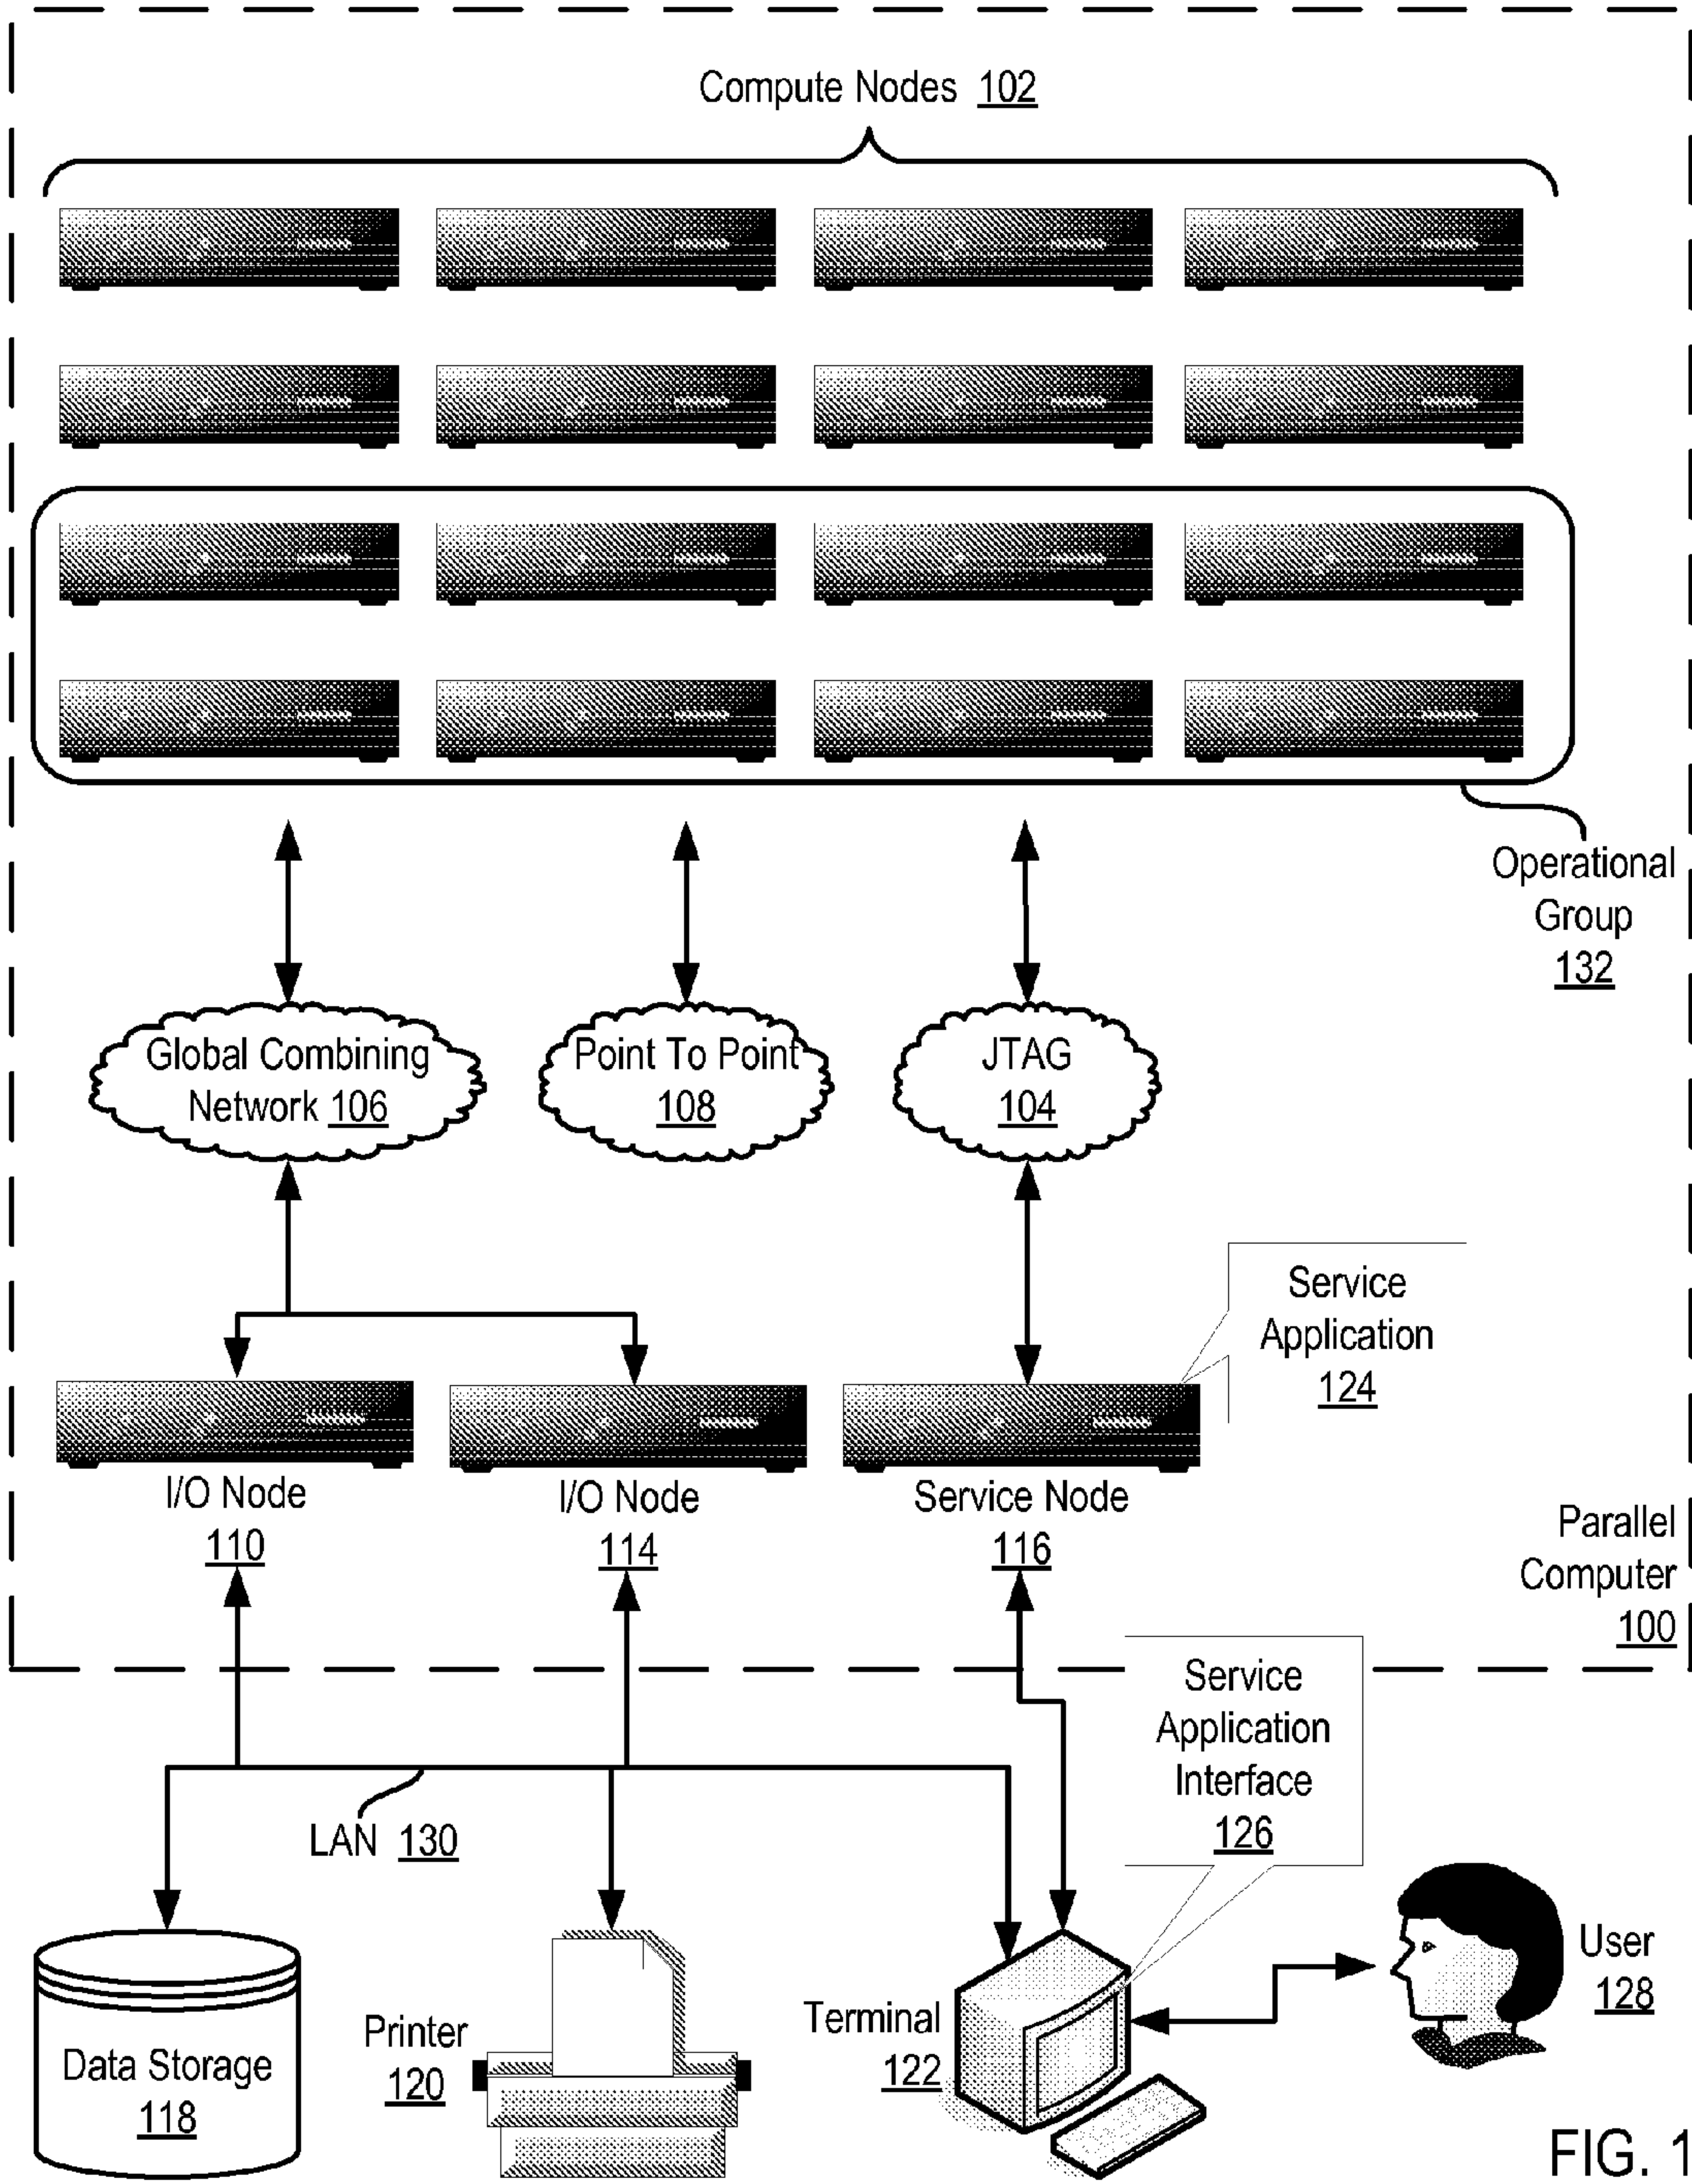 Compute Nodes 102
Operational
Group
132
Global Combining
Network 106
Point To Point
108
JTAG
104
Service
Application
124
I/O Node
110
I/O Node
114
Service Node
116
Parallel
Computer
100
Service
Application
Interface
126
LAN 130
Data Storage
118
Printer
120
Terminal
122
User
128
FIG. 1